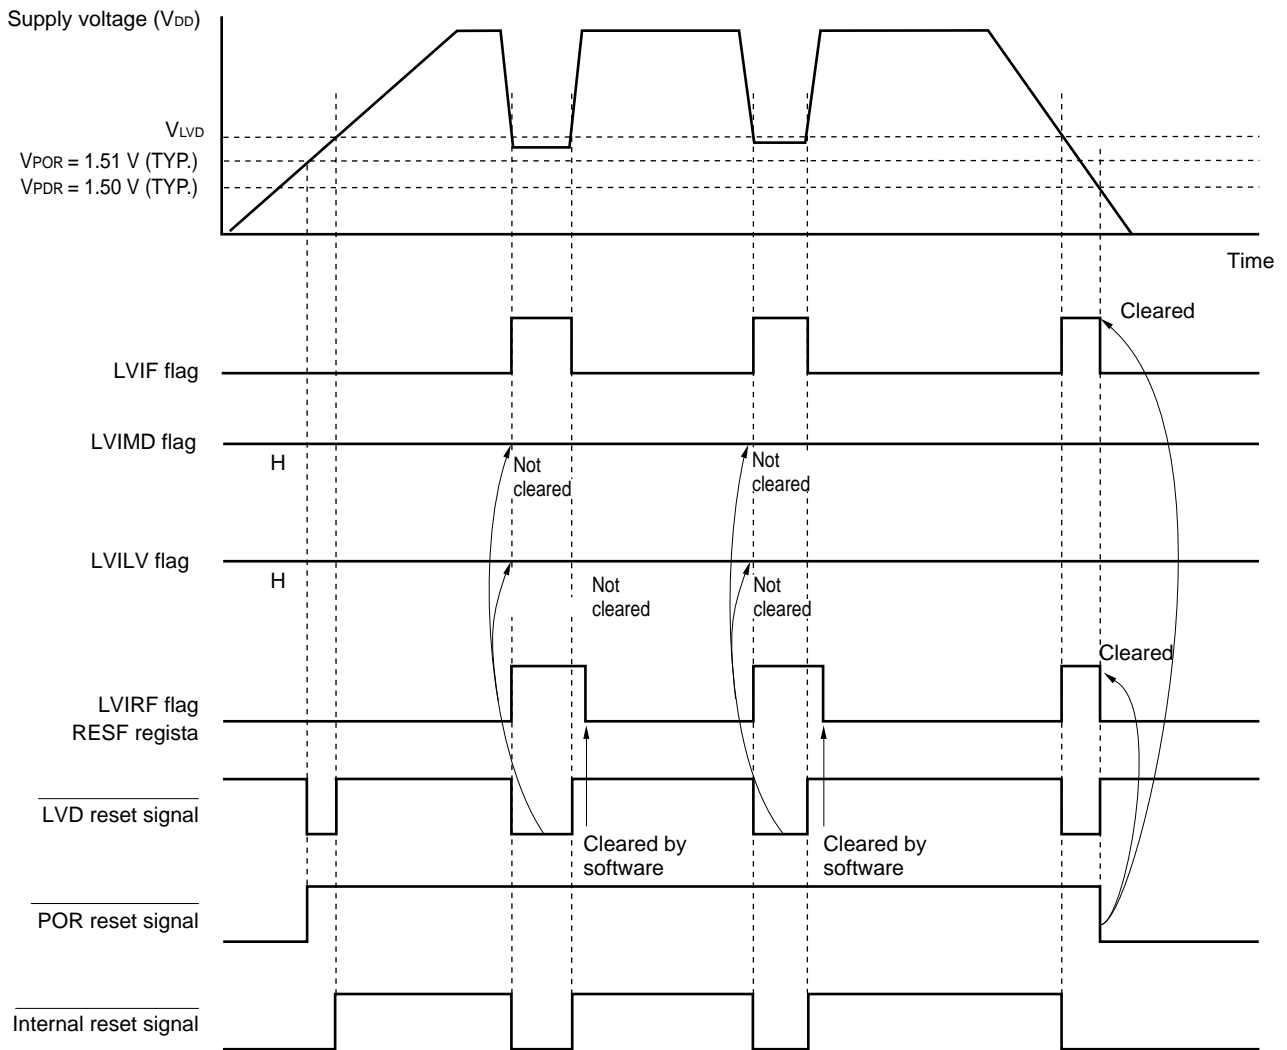 Supply voltage (VDD)
VLVD
VPOR = 1.51 V (TYP.)
VPDR = 1.50 V (TYP.)
Time
Cleared
LVIF flag
LVIMD flag
H
Not
cleared
Not
cleared
LVILV flag
H
Not
cleared
Not
cleared
Cleared
LVIRF flag
RESF regista
LVD reset signal
Cleared by
software
Cleared by
software
POR reset signal
Internal reset signal